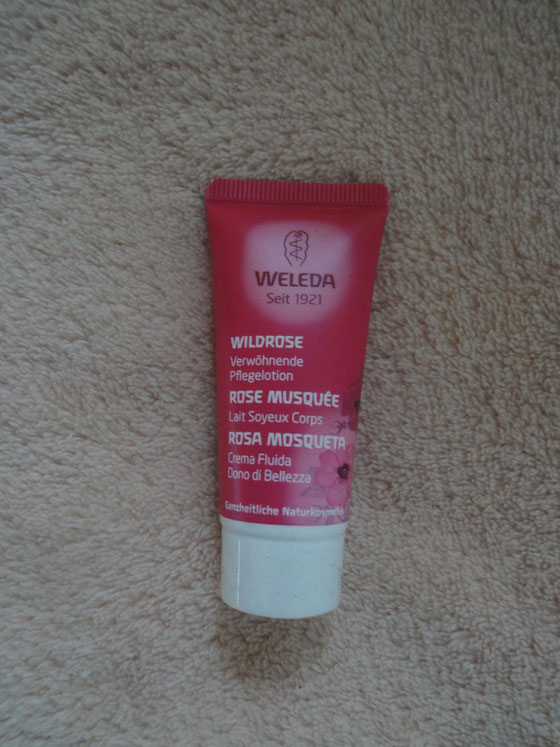 WELEDA
Seit 1921
WILDROSE
Verwöhnende
Pflegelotion
ROSE MUSQUÉE
Lait Soyeux Corps
ROSA MOSQUETA
Crema Fluida
Dono di Bellezza
Ganzheitliche Naturkosmetik